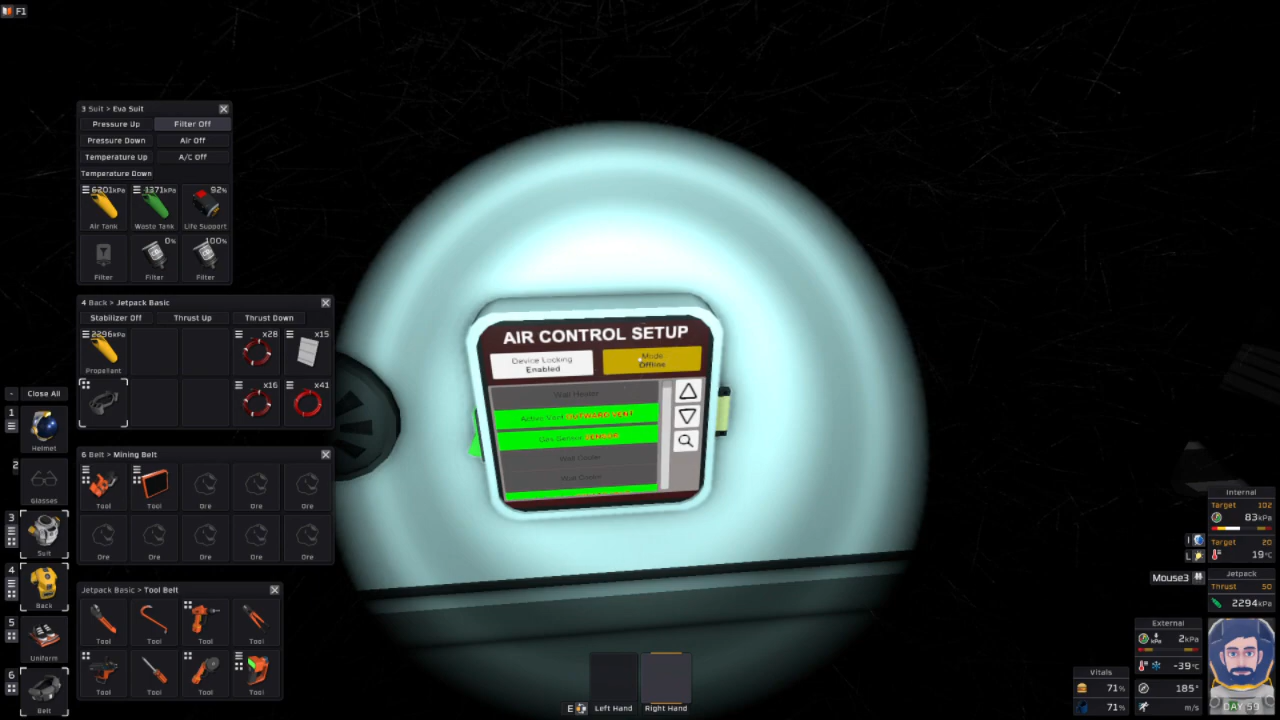 F1
3 Suit > Eva Suit
Pressure Up
Filter Off
Pressure Down
Air Off
Temperature Up
A/C Off
Temperature Down
6201kPa
1371kPa
92%
Air Tank
Waste Tank
Life Support
0%
100%
Filter
Filter
Filter
4 Back > Jetpack Basic
Stabilizer Off
Thrust Up
Thrust Down
2296kPa
x28
x15
Propellant
x16
x41
6 Belt > Mining Belt
Tool
Tool
Ore
Ore
Ore
Ore
Ore
Ore
Ore
Ore
Jetpack Basic > Tool Belt
Tool
Tool
Tool
Tool
Tool
Tool
Tool
Tool
- Close All
1
Helmet
2
Glasses
3
Suit
4
Back
5
Uniform
6
Belt
AIR CONTROL SETUP
Device Locking
Enabled
Mode
Offline
Wall Heater
Active Vent OUTWARD VENT
Gas Sensor SENSOR
Wall Cooler
Wall Cooler
E
Left Hand
Right Hand
Internal
Target 102
83kPa
Target 20
19°C
I
L
Mouse3
Jetpack
Thrust 50
2294kPa
External
kPa
2kPa
-39°C
185°
m/s
Vitals
71%
71%
DAY 59